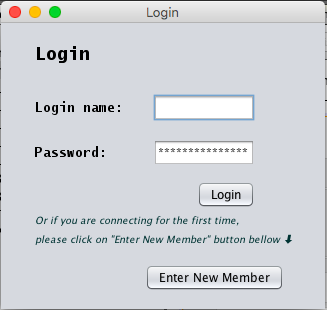 Login
Login
Login name:
Password: ***************
Login
Or if you are connecting for the first time,
please click on "Enter New Member" button bellow ⬇
Enter New Member